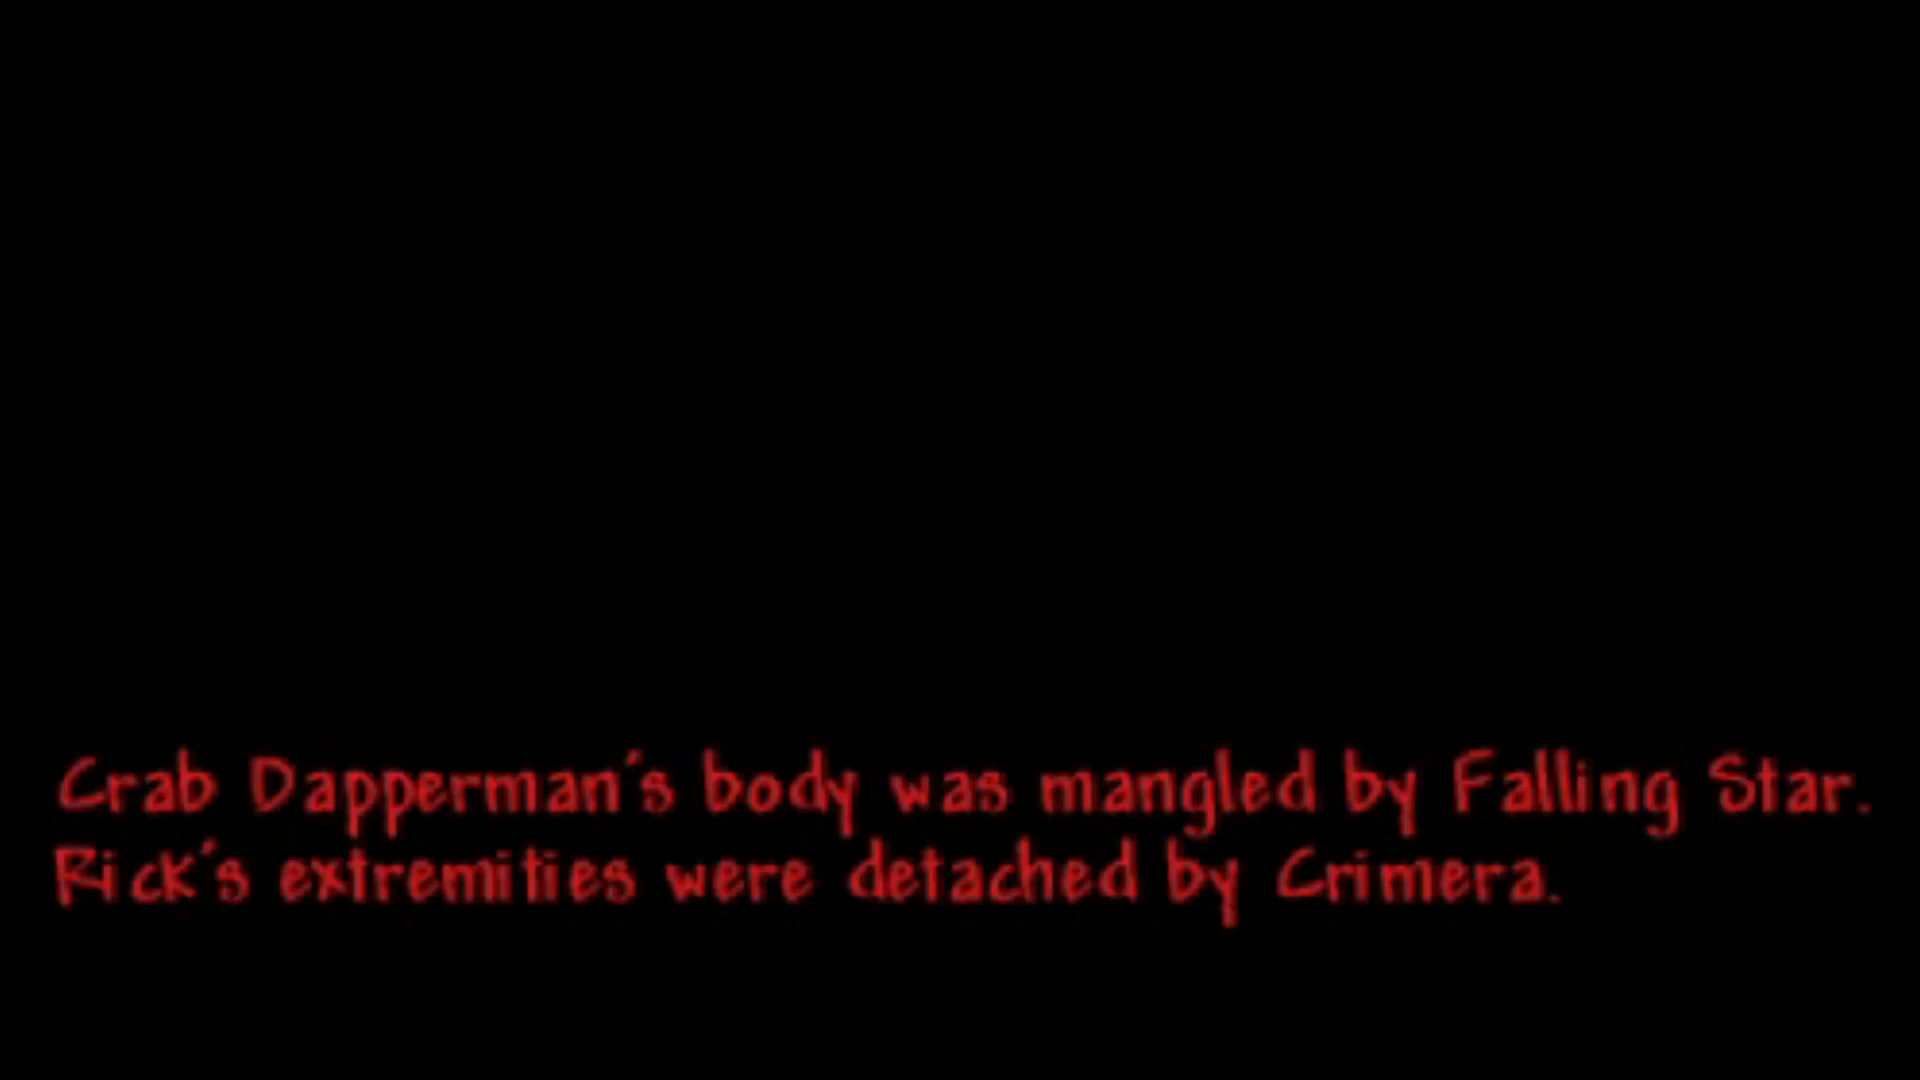 Crab Dapperman's body was mangled by Falling Star.
Rick's extremities were detached by Crimera.